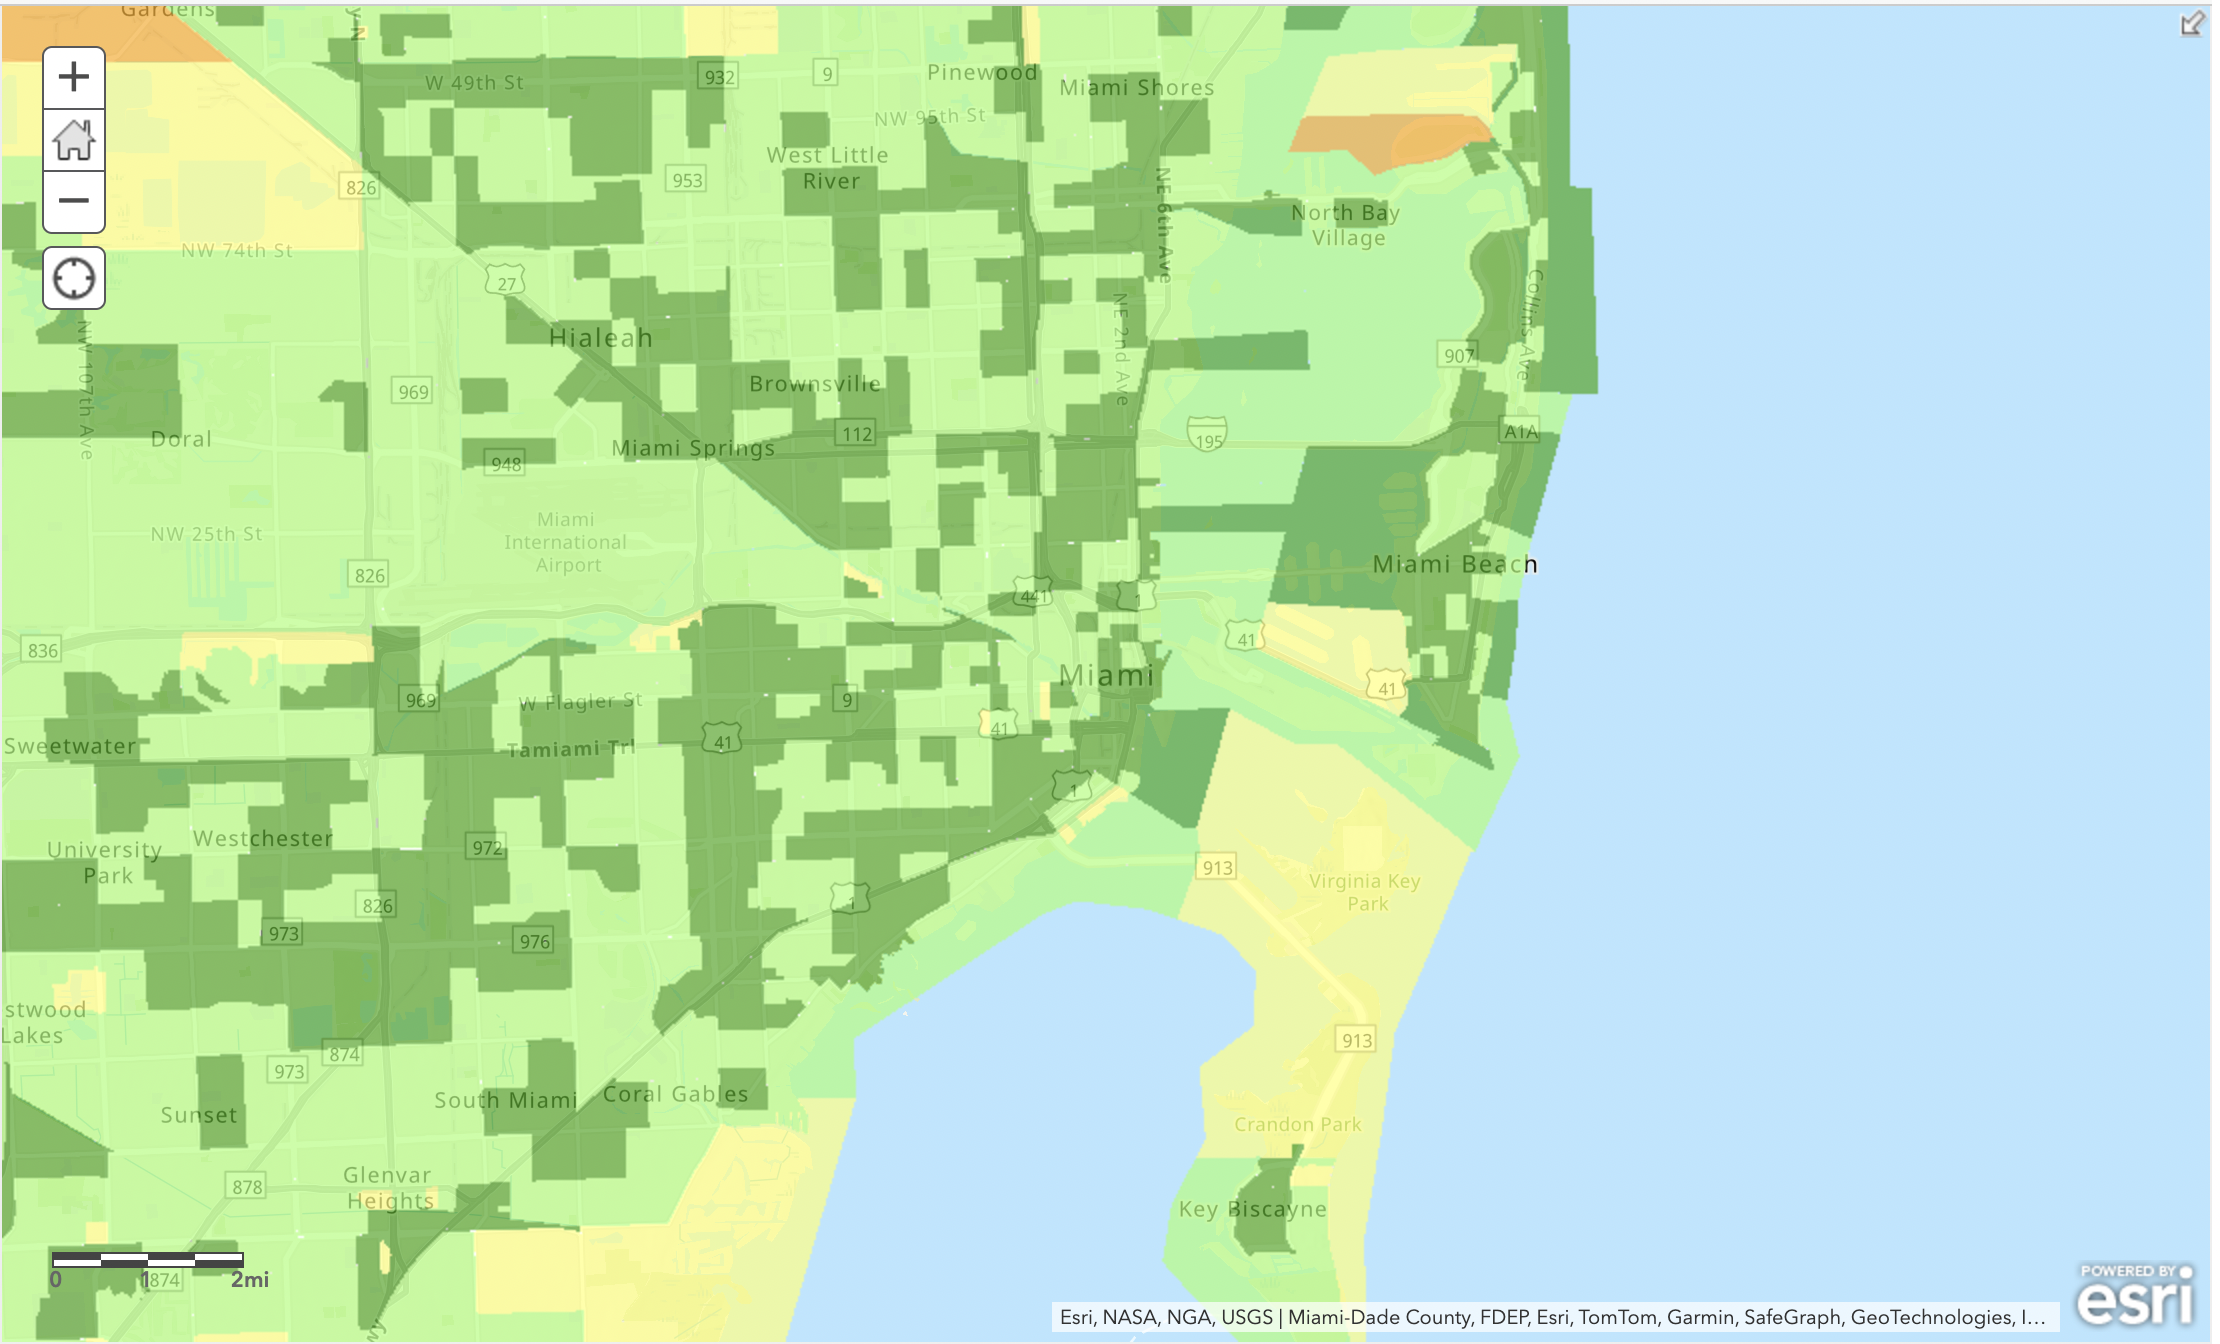 Gardens
y N
W 49th St
932
9
Pinewood
Miami Shores
NW 95th St
West Little
River
953
826
NE 6th Ave
North Bay
Village
NW 74th St
27
Collins Ave
NW 107th Ave
Hialeah
NE 2nd Ave
907
Brownsville
969
Doral
112
195
A1A
Miami Springs
948
Miami
International
Airport
NW 25th St
826
Miami Beach
441
1
836
41
Miami
41
969
W Flagler St
9
41
41
Sweetwater
Tamiami Trl
1
Westchester
University
Park
972
913
Virginia Key
Park
826
1
973
976
stwood
Lakes
874
973
913
South Miami
Coral Gables
Sunset
Crandon Park
Glenvar
Heights
878
Key Biscayne
0
1
2mi
874
wy
POWERED BY
esri
Esri, NASA, NGA, USGS | Miami-Dade County, FDEP, Esri, TomTom, Garmin, SafeGraph, GeoTechnologies, I...